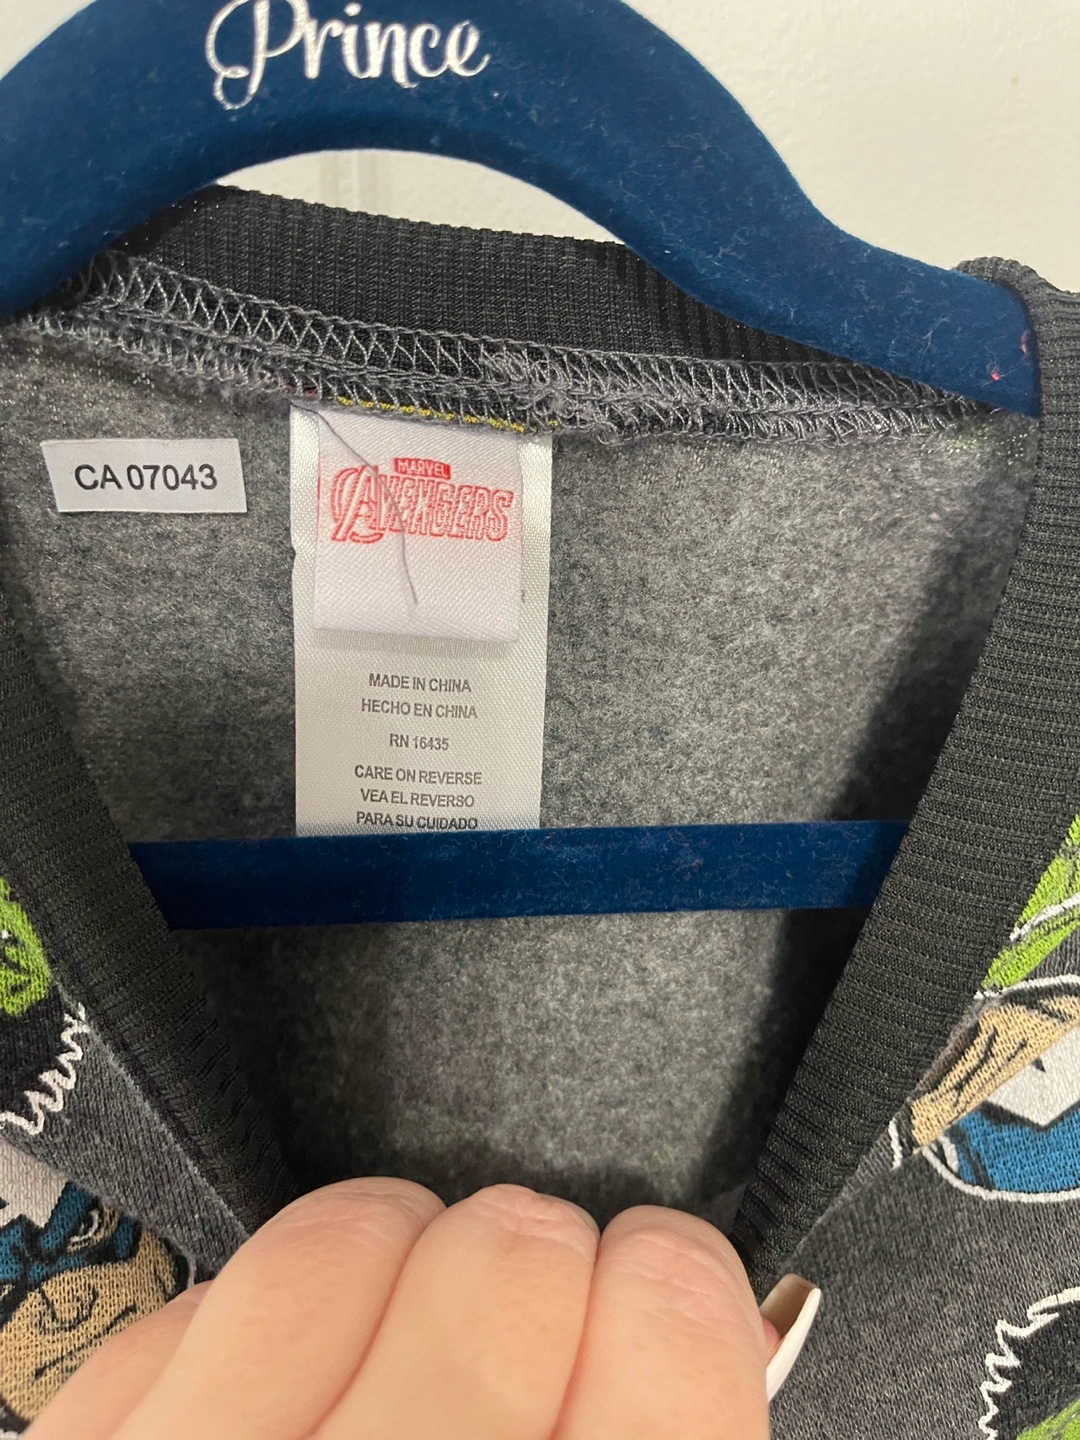 Prince
CA 07043
MARVEL
AVENGERS
MADE IN CHINA
HECHO EN CHINA
RN 16435
CARE ON REVERSE
VEA EL REVERSO
PARA SU CUIDADO